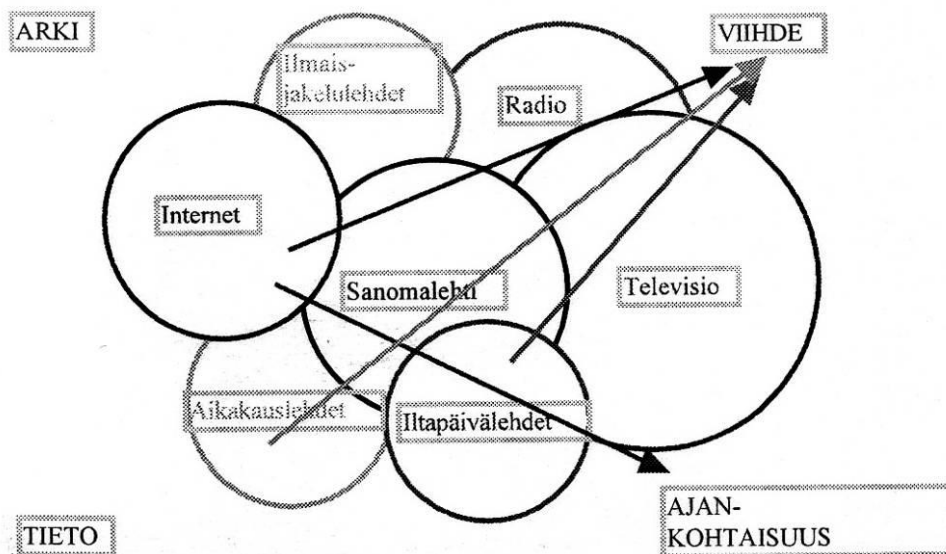 ARKI
VIIHDE
Ilmais-
jakelulehdet
Radio
Internet
Sanomalehti
Televisio
Aikakauslehdet
Iltapäivälehdet
TIETO
AJAN-
KOHTAISUUS